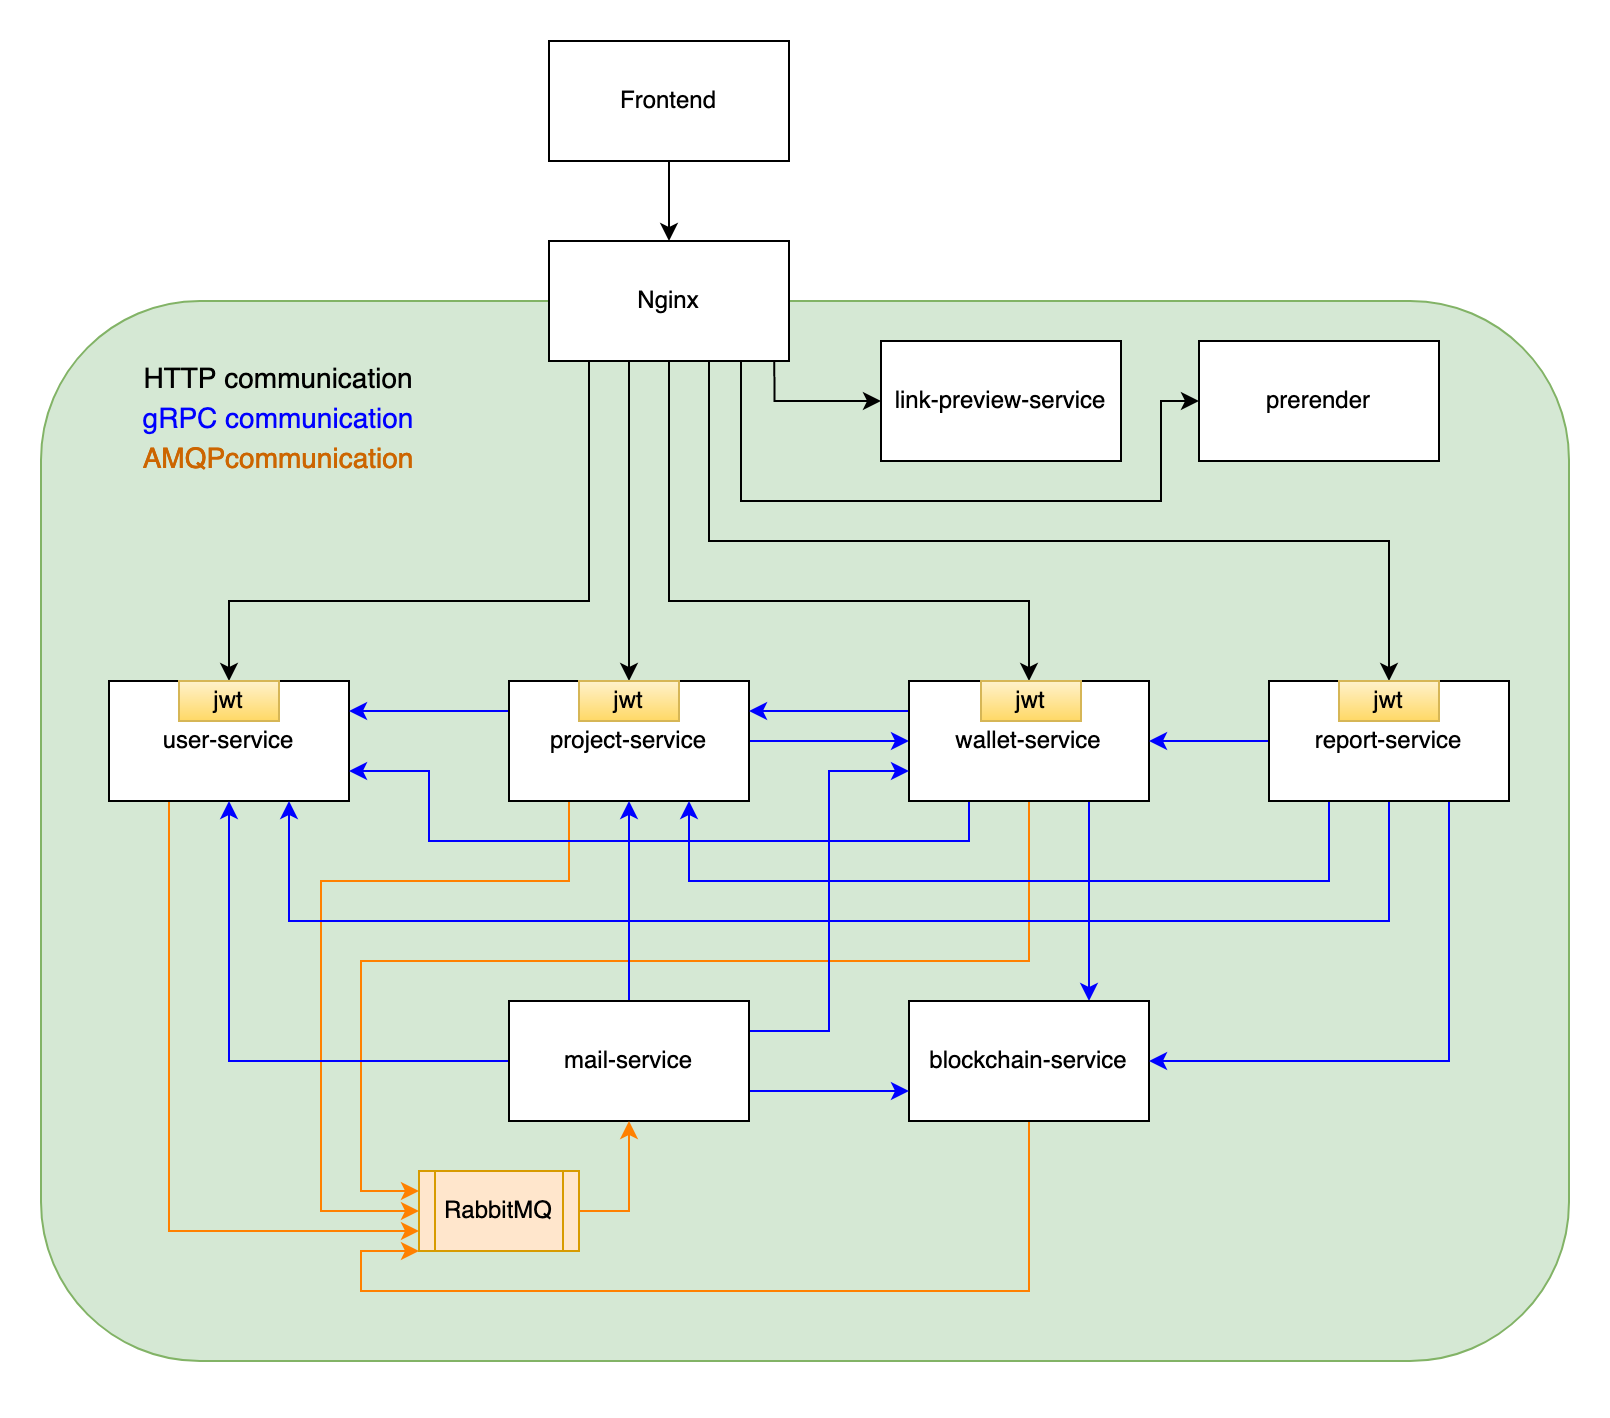 Frontend
Nginx
HTTP communication
gRPC communication
AMQPcommunication
link-preview-service
prerender
jwt
user-service
jwt
project-service
jwt
wallet-service
jwt
report-service
mail-service
blockchain-service
RabbitMQ